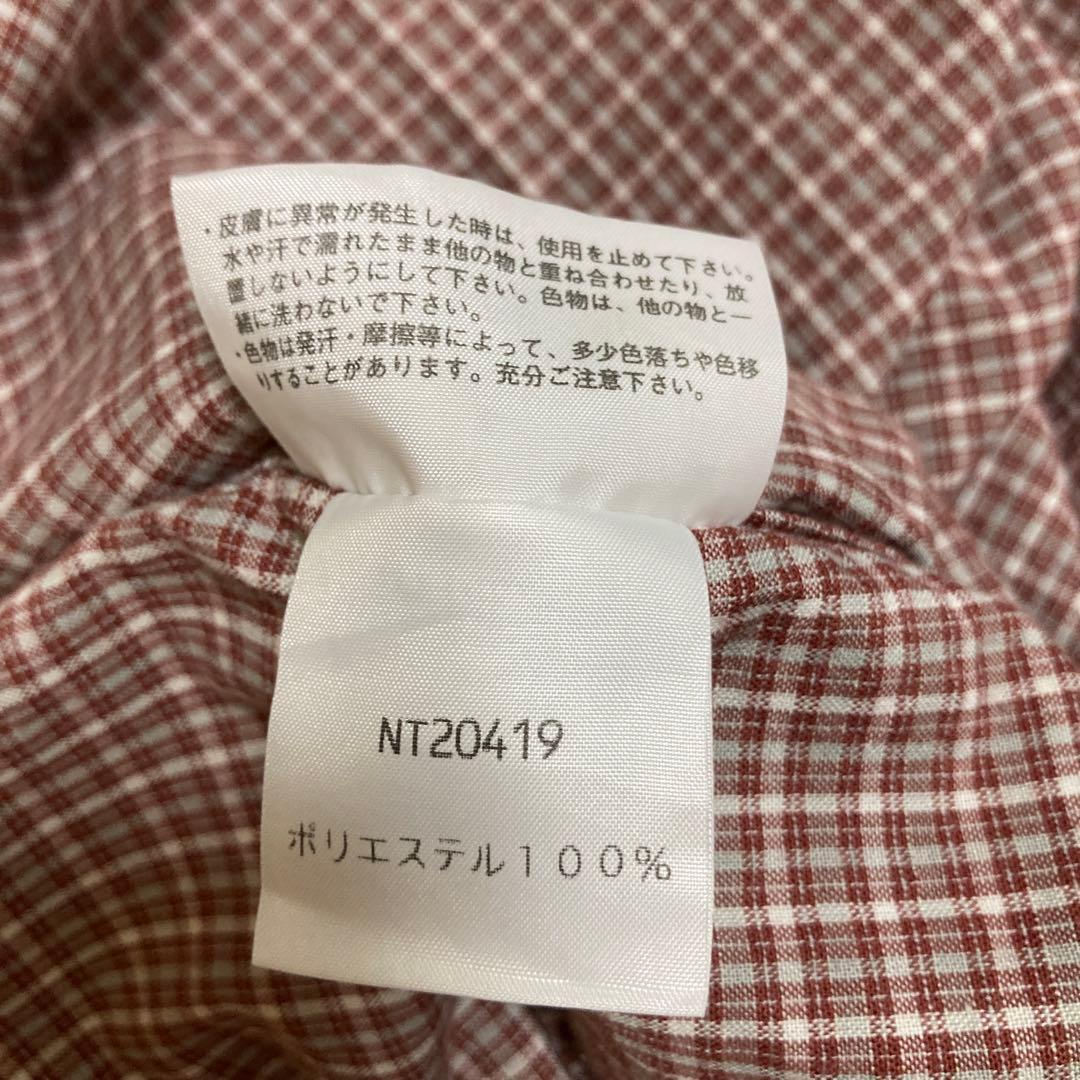 ・皮膚に異常が発生した時は、使用を止めて下さい。
水や汗で濡れたまま他の物と重ね合わせたり、放
置しないようにして下さい。色物は、他の物と一
緒に洗わないで下さい。
・色物は発汗・摩擦等によって、多少色落ちや色移
りすることがあります。充分ご注意下さい。
NT20419
ポリエステル１００％